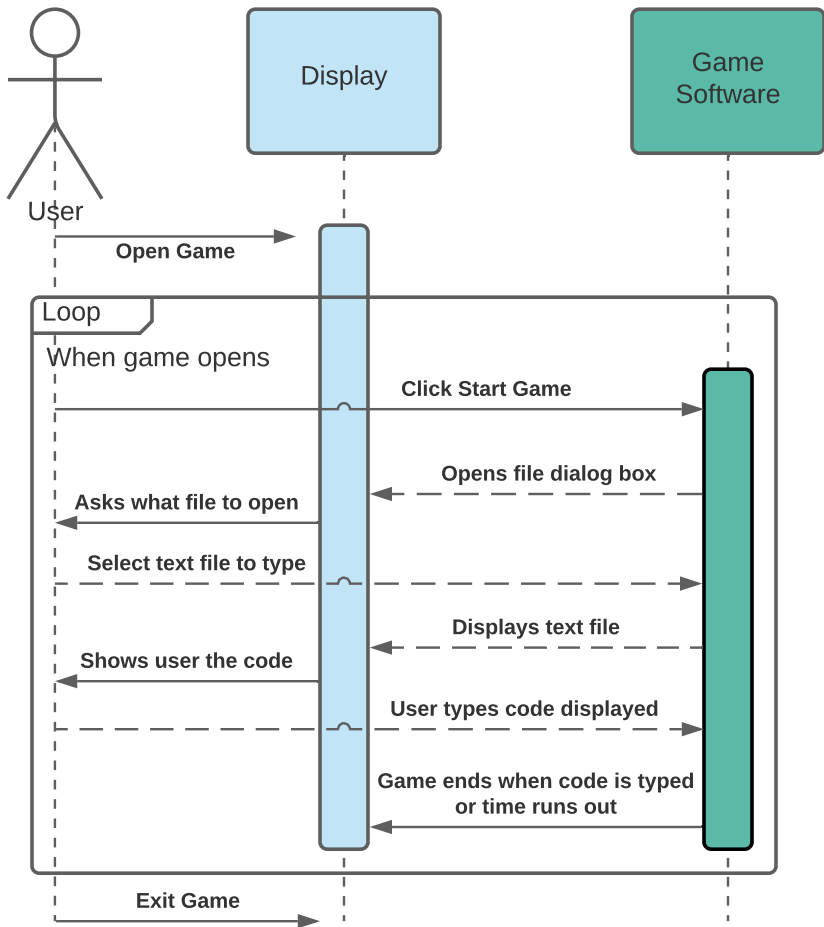 Display
Game
Software
User
Open Game
Loop
When game opens
Click Start Game
Opens file dialog box
Asks what file to open
Select text file to type
Displays text file
Shows user the code
User types code displayed
Game ends when code is typed
or time runs out
Exit Game